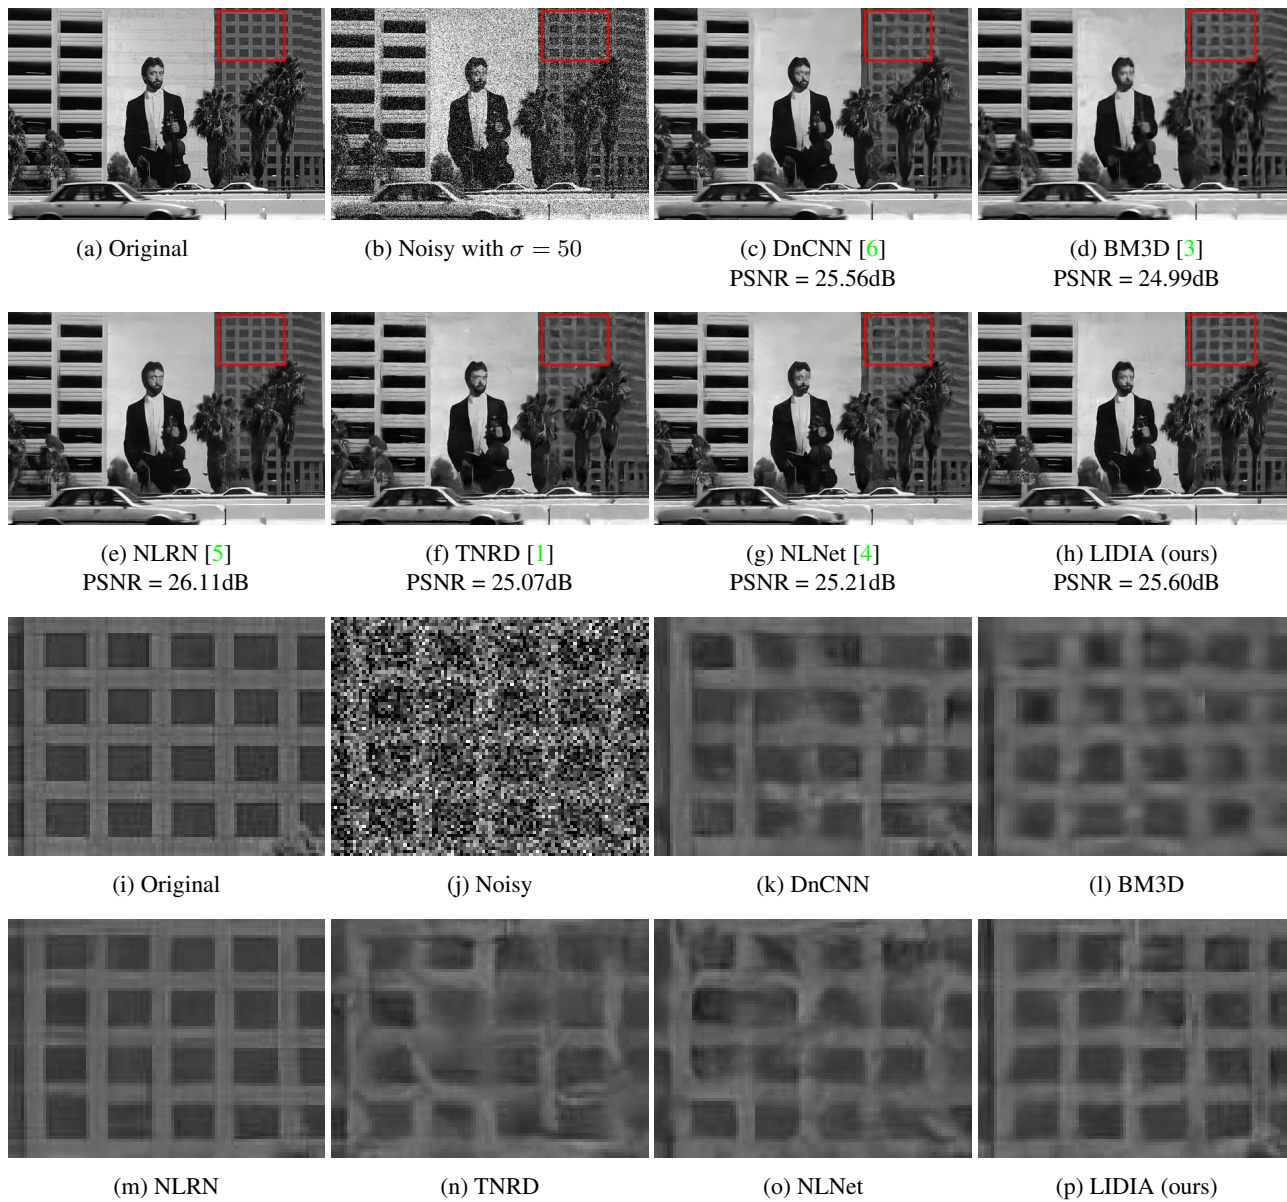 (a) Original
(b) Noisy with σ = 50
(c) DnCNN [6]
PSNR = 25.56dB
(d) BM3D [3]
PSNR = 24.99dB
(e) NLRN [5]
PSNR = 26.11dB
(f) TNRD [1]
PSNR = 25.07dB
(g) NLNet [4]
PSNR = 25.21dB
(h) LIDIA (ours)
PSNR = 25.60dB
(i) Original
(j) Noisy
(k) DnCNN
(l) BM3D
(m) NLRN
(n) TNRD
(o) NLNet
(p) LIDIA (ours)